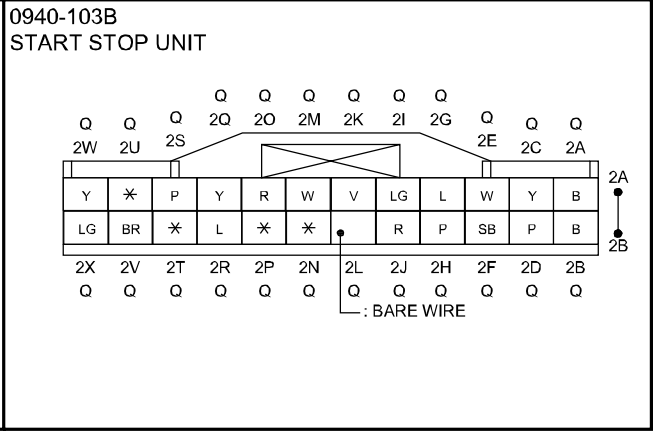 0940-103B
START STOP UNIT
Q Q Q Q Q Q Q Q Q Q Q Q
2W 2U 2S 2Q 2O 2M 2K 2I 2G 2E 2C 2A
Y * P Y R W V LG L W Y B 2A
LG BR * L * * R P SB P B 2B
2X 2V 2T 2R 2P 2N 2L 2J 2H 2F 2D 2B
Q Q Q Q Q Q Q Q Q Q Q Q
: BARE WIRE